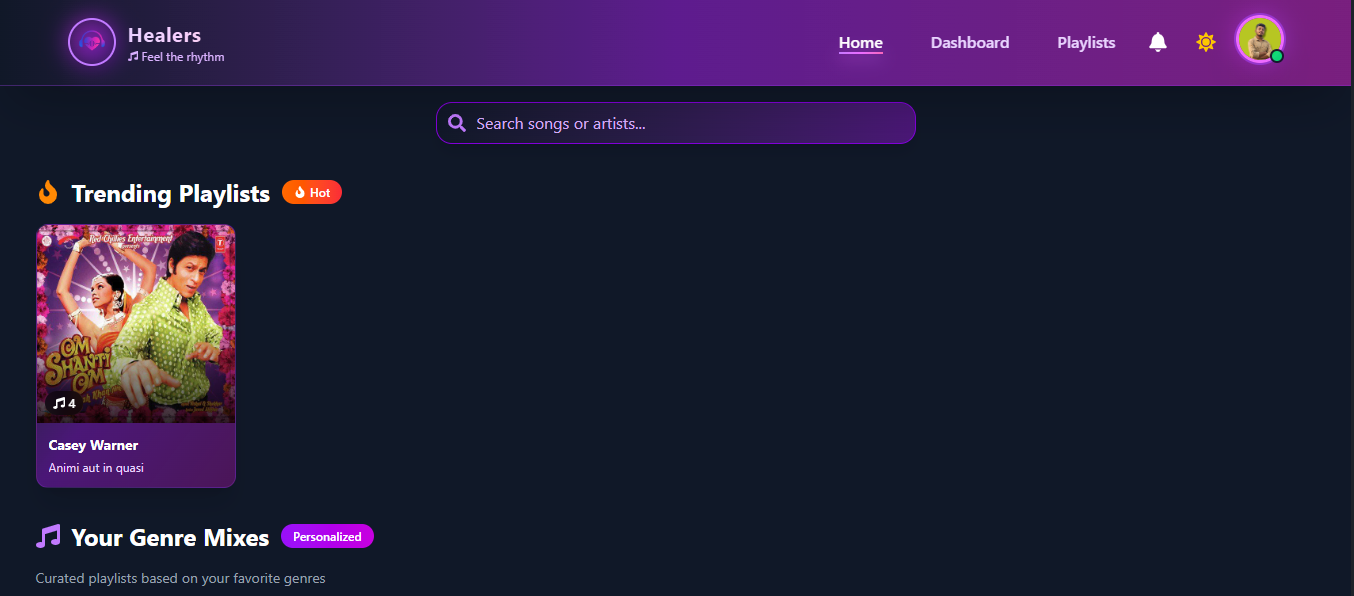 Healers
Feel the rhythm
Home
Dashboard
Playlists
Search songs or artists...
Trending Playlists
Hot
Red Chillies Entertainment
T
OM
SHANTI
OM
4
Casey Warner
Animi aut in quasi
Your Genre Mixes
Personalized
Curated playlists based on your favorite genres